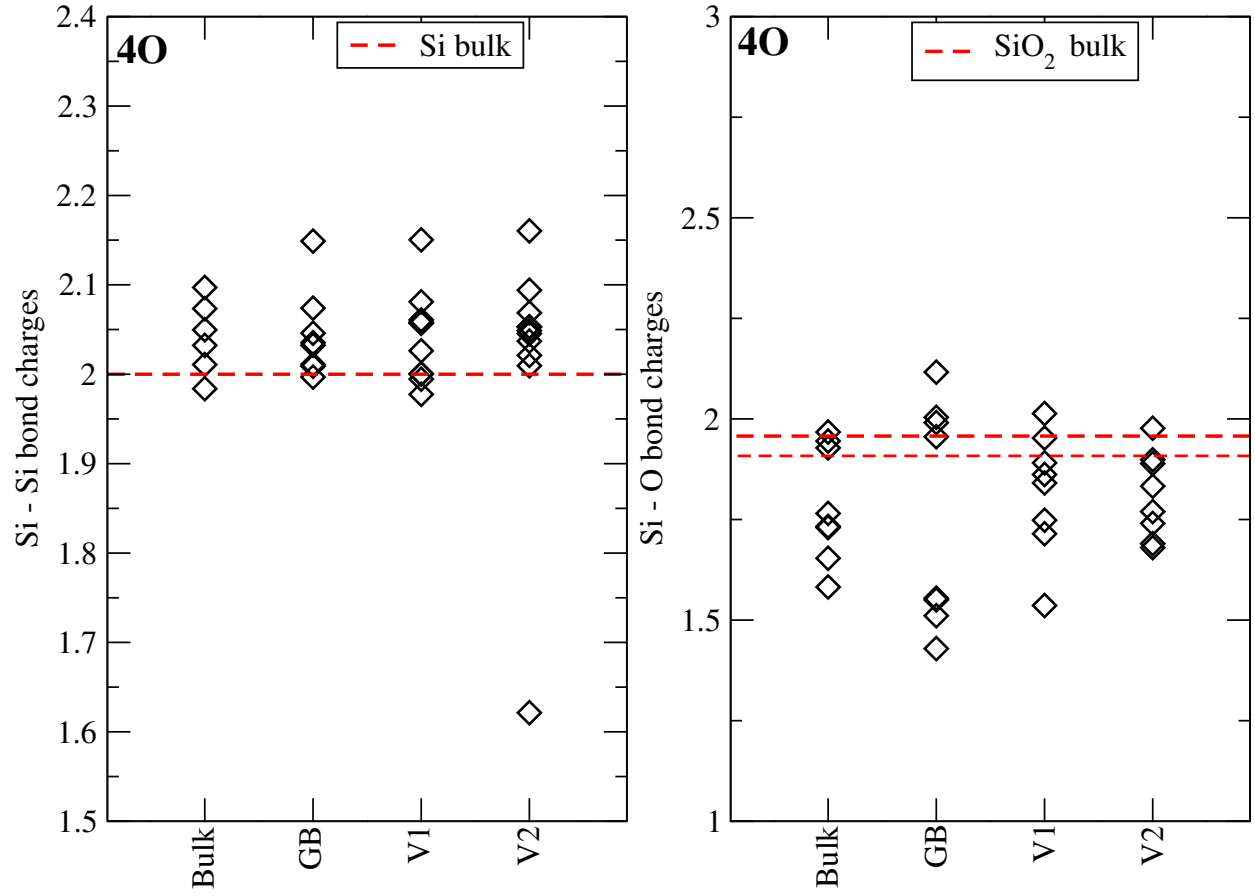 4O
Si bulk
2.4
2.3
2.2
2.1
2
1.9
1.8
1.7
1.6
1.5
Si - Si bond charges
Bulk
GB
V1
V2
4O
SiO2 bulk
3
2.5
2
1.5
1
Si - O bond charges
Bulk
GB
V1
V2